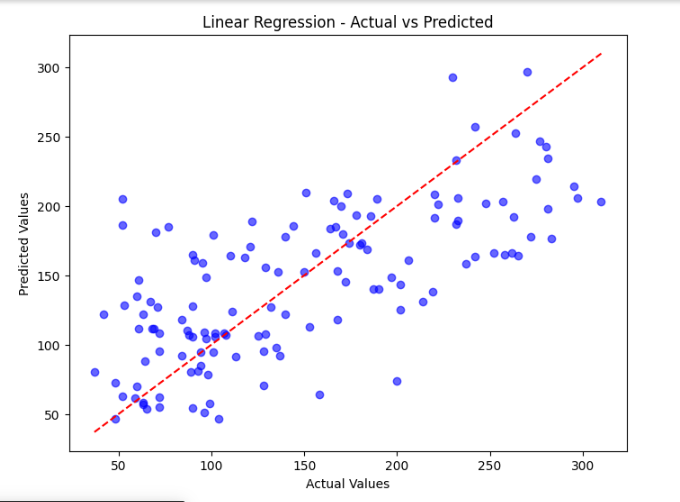 Linear Regression - Actual vs Predicted
300
250
200
150
100
50
Predicted Values
50 100 150 200 250 300
Actual Values